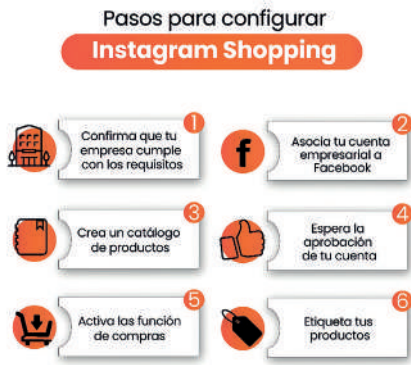 Pasos para configurar
Instagram Shopping
1
Confirma que tu
empresa cumple
con los requisitos
2
Asocia tu cuenta
empresarial a
Facebook
3
Crea un catálogo
de productos
4
Espera la
aprobación
de tu cuenta
5
Activa las función
de compras
6
Etiqueta tus
productos